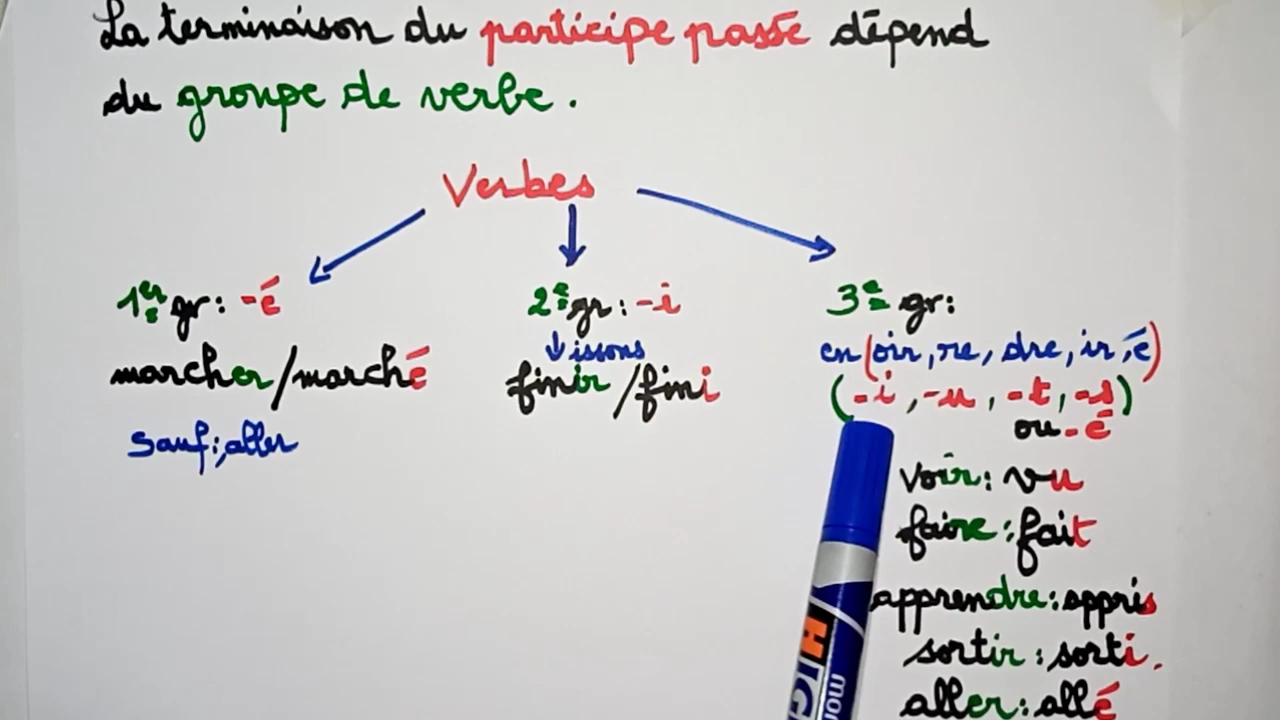 La terminaison du participe passé dépend
du groupe de verbe.
Verbes
1er gr: -é
marcher/marché
Sauf:,aller
2e gr: -i
issons
finir/fini
3e gr:
en (oir, re, dre, ir, é)
(-i, -u, -t, -s)
ou -é
voir: vu
faire: fait
apprendre: appris
sortir: sorti.
aller: allé